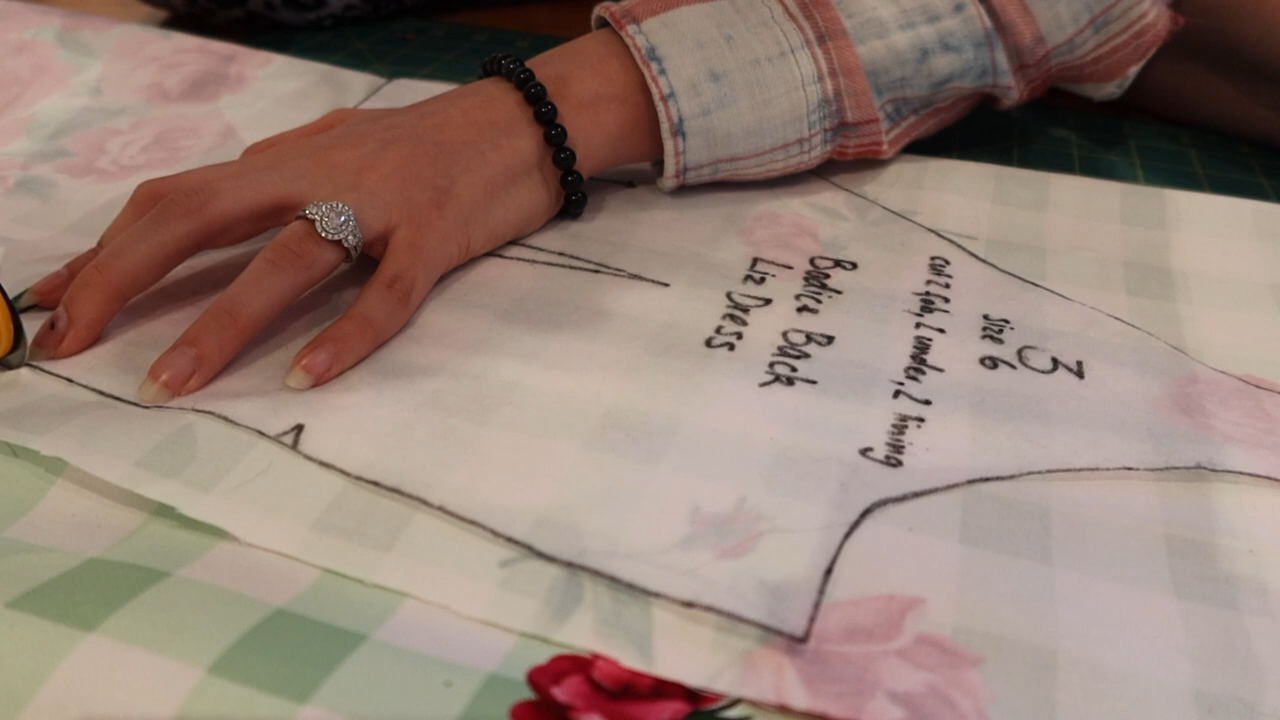 3
size 6
cut 2 fab, 2 under, 2 lining
Bodice Back
Liz Dress